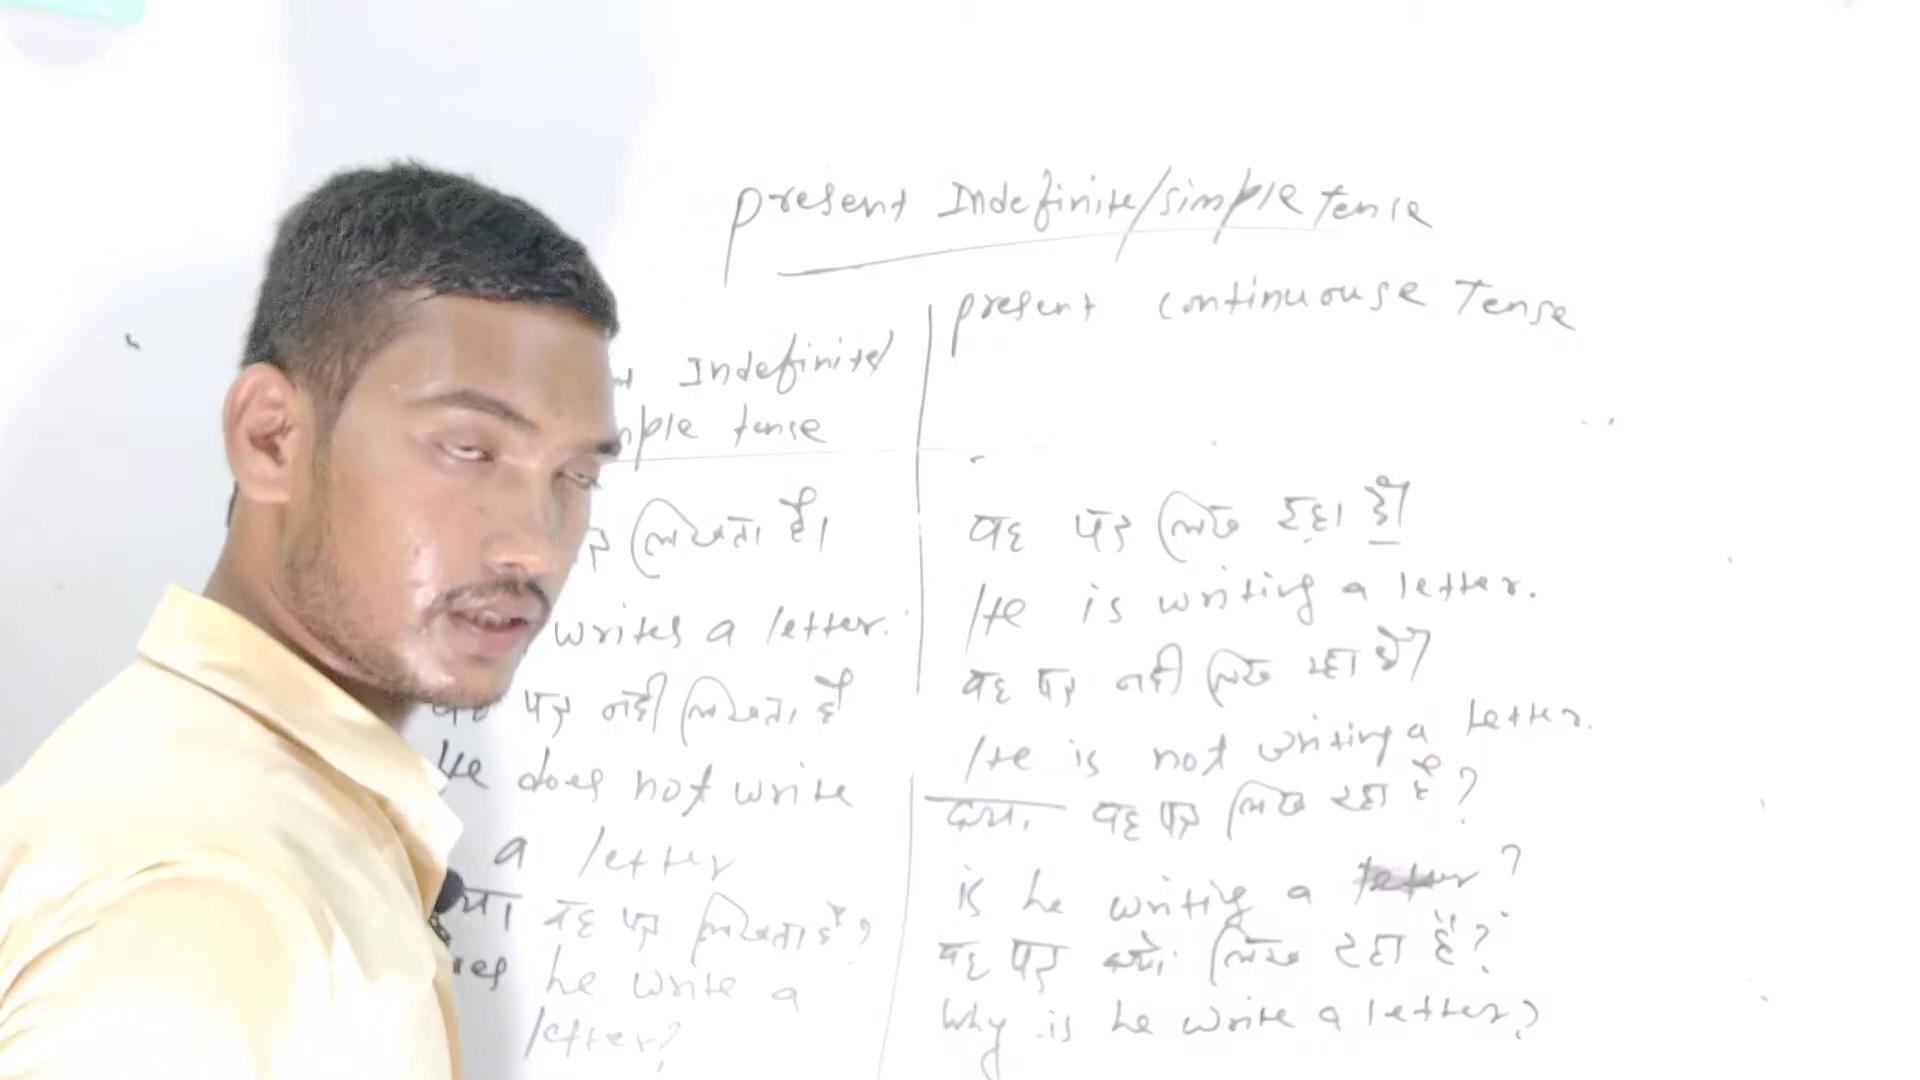 present Indefinite/simple tense
Indefinite/
tense
लिखता है।
writes a letter.
पत्र नहीं लिखता है
He does not write
a letter
वह पत्र लिखता है?
he write a
letter?
present continuouse Tense
वह पत्र लिख रहा है।
He is writing a letter.
वह पत्र नहीं लिख रहा है।
He is not writing a letter.
क्या वह पत्र लिख रहा है?
is he writing a letter?
वह पत्र क्यों लिख रहा है?
Why is he write a letter?